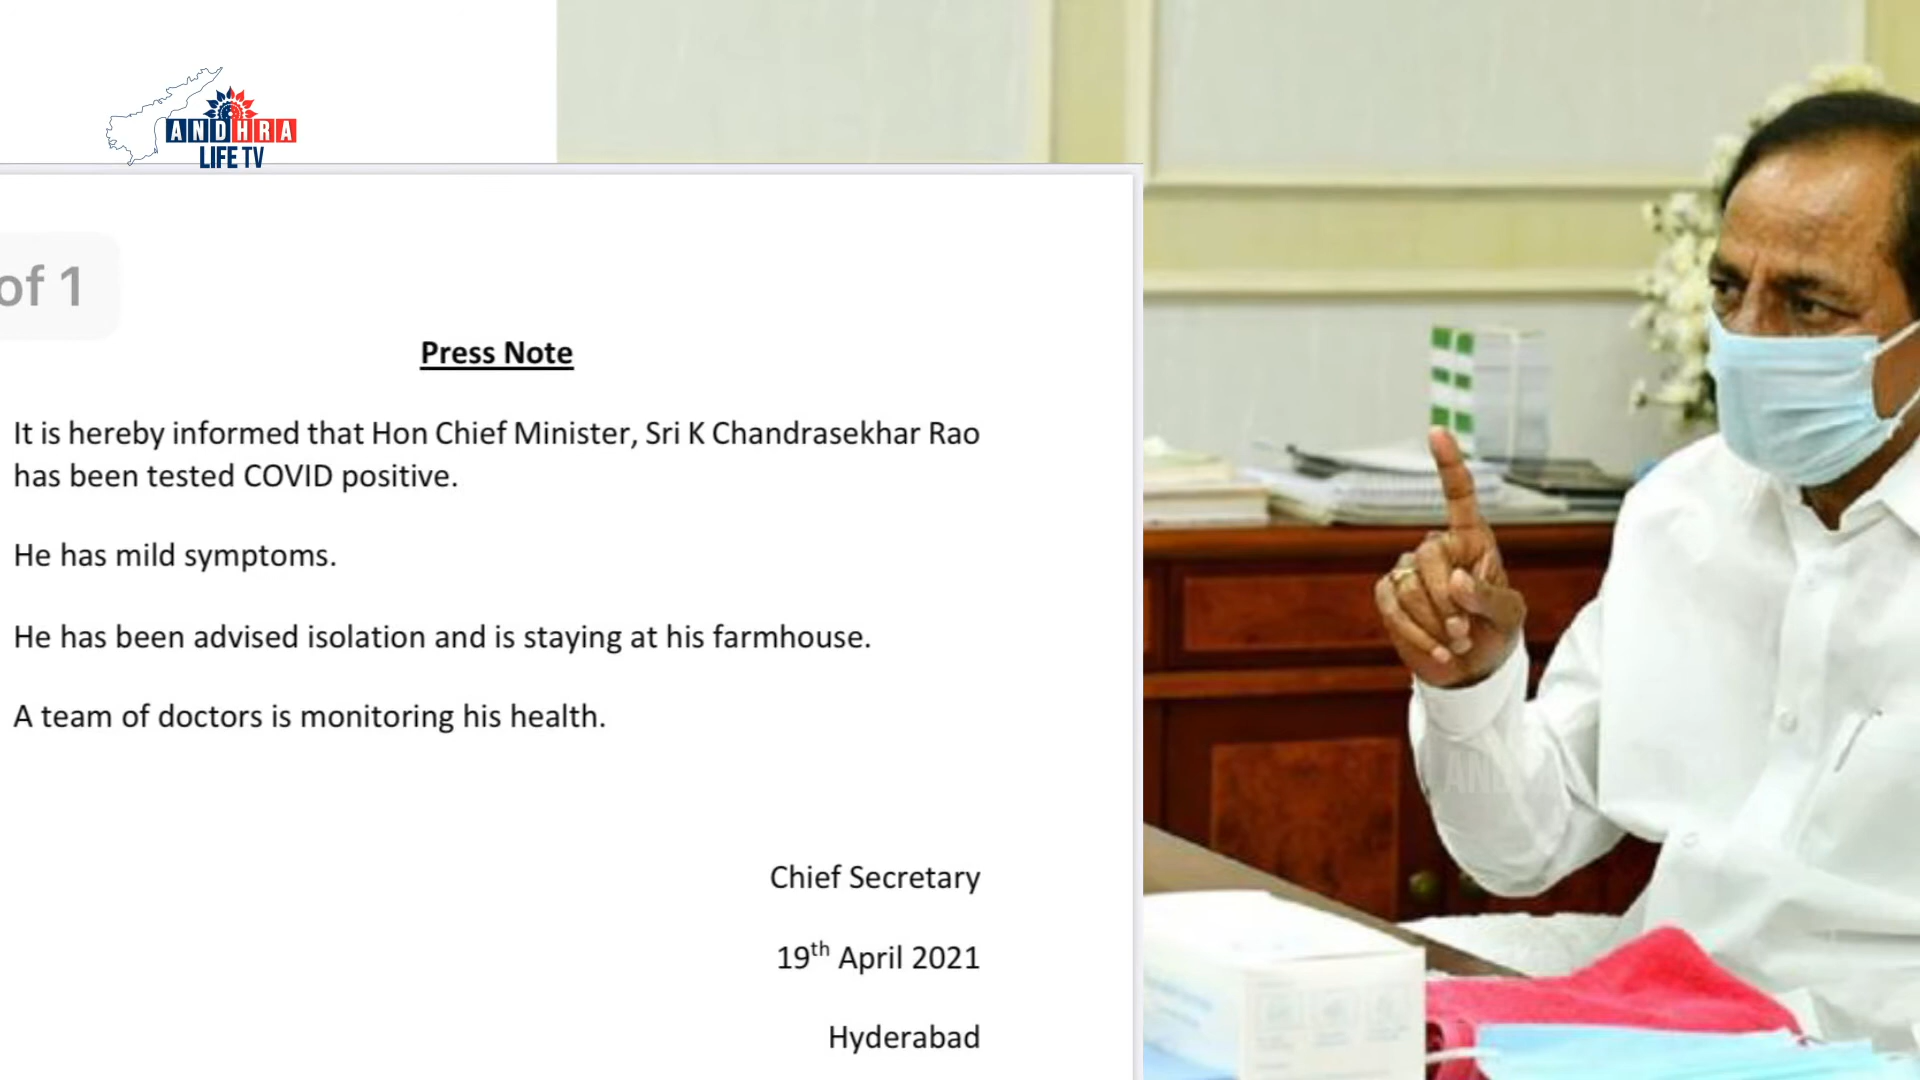 ANDHRA
LIFE TV
of 1
Press Note
It is hereby informed that Hon Chief Minister, Sri K Chandrasekhar Rao
has been tested COVID positive.
He has mild symptoms.
He has been advised isolation and is staying at his farmhouse.
A team of doctors is monitoring his health.
Chief Secretary
19th April 2021
Hyderabad